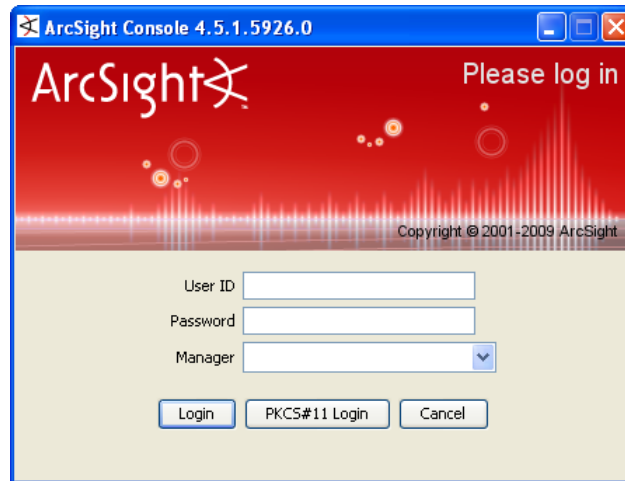 ArcSight Console 4.5.1.5926.0
ArcSight
Please log in
Copyright © 2001-2009 ArcSight
User ID
Password
Manager
Login
PKCS#11 Login
Cancel